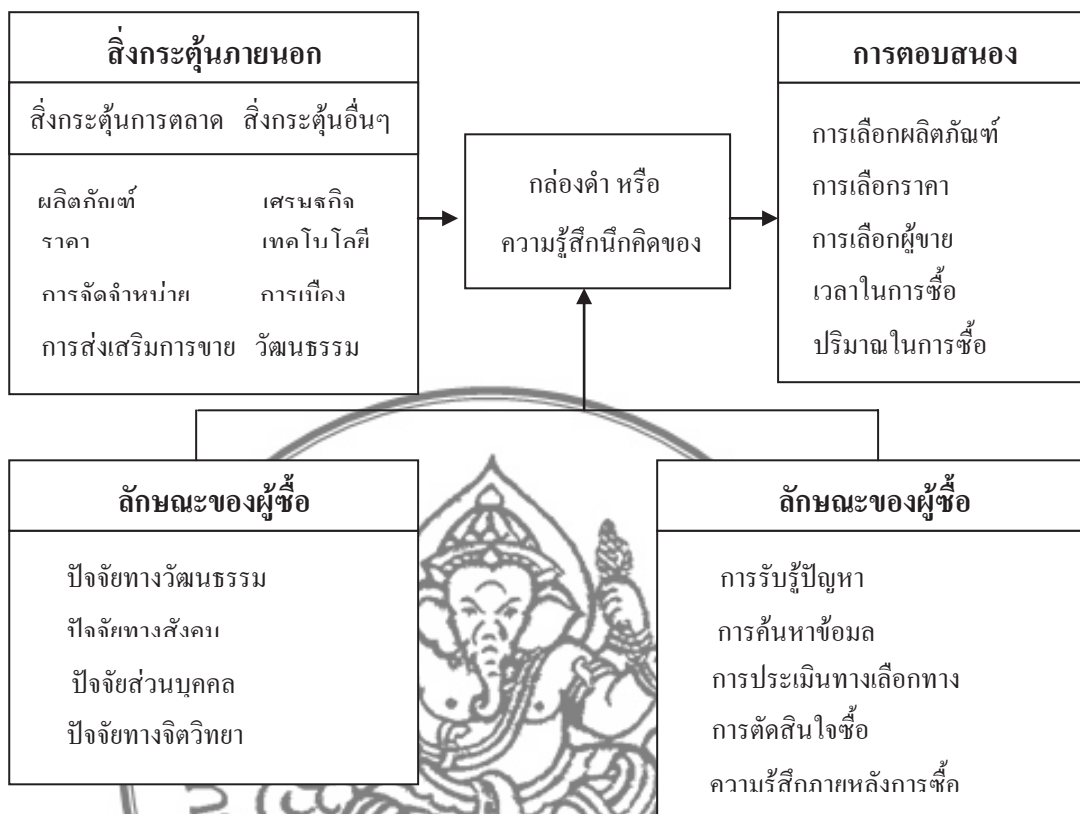 สิ่งกระตุ้นภายนอก
สิ่งกระตุ้นการตลาด สิ่งกระตุ้นอื่นๆ
ผลิตภัณฑ์ เศรษฐกิจ
ราคา เทคโนโลยี
การจัดจำหน่าย การเมือง
การส่งเสริมการขาย วัฒนธรรม
กล่องดำ หรือ
ความรู้สึกนึกคิดของ
การตอบสนอง
การเลือกผลิตภัณฑ์
การเลือกราคา
การเลือกผู้ขาย
เวลาในการซื้อ
ปริมาณในการซื้อ
ลักษณะของผู้ซื้อ
ปัจจัยทางวัฒนธรรม
ปัจจัยทางสังคม
ปัจจัยส่วนบุคคล
ปัจจัยทางจิตวิทยา
ลักษณะของผู้ซื้อ
การรับรู้ปัญหา
การค้นหาข้อมูล
การประเมินทางเลือกทาง
การตัดสินใจซื้อ
ความรู้สึกภายหลังการซื้อ